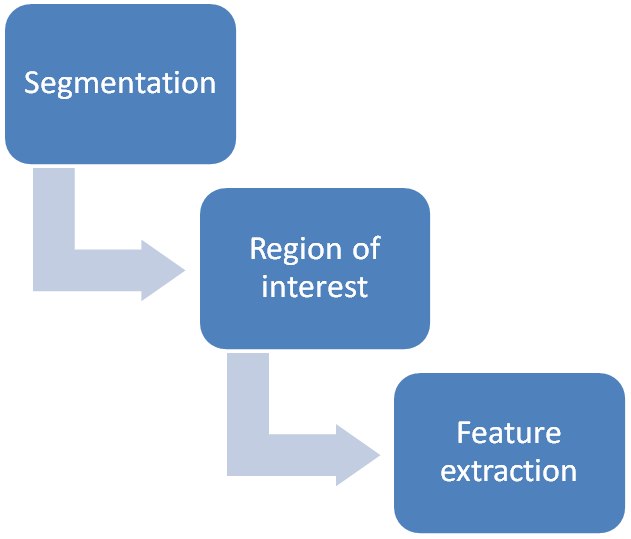 Segmentation
Region of
interest
Feature
extraction